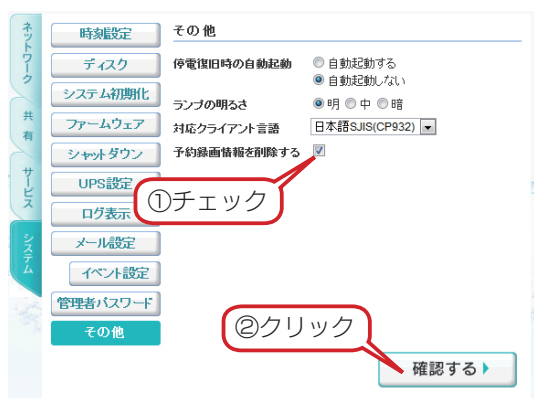 ネットワーク
共有
サービス
システム
時刻設定
ディスク
システム初期化
ファームウェア
シャットダウン
UPS設定
ログ表示
メール設定
イベント設定
管理者パスワード
その他
その他
停電復旧時の自動起動
自動起動する
自動起動しない
ランプの明るさ
明 中 暗
対応クライアント言語
日本語SJIS(CP932)
予約録画情報を削除する
①チェック
②クリック
確認する